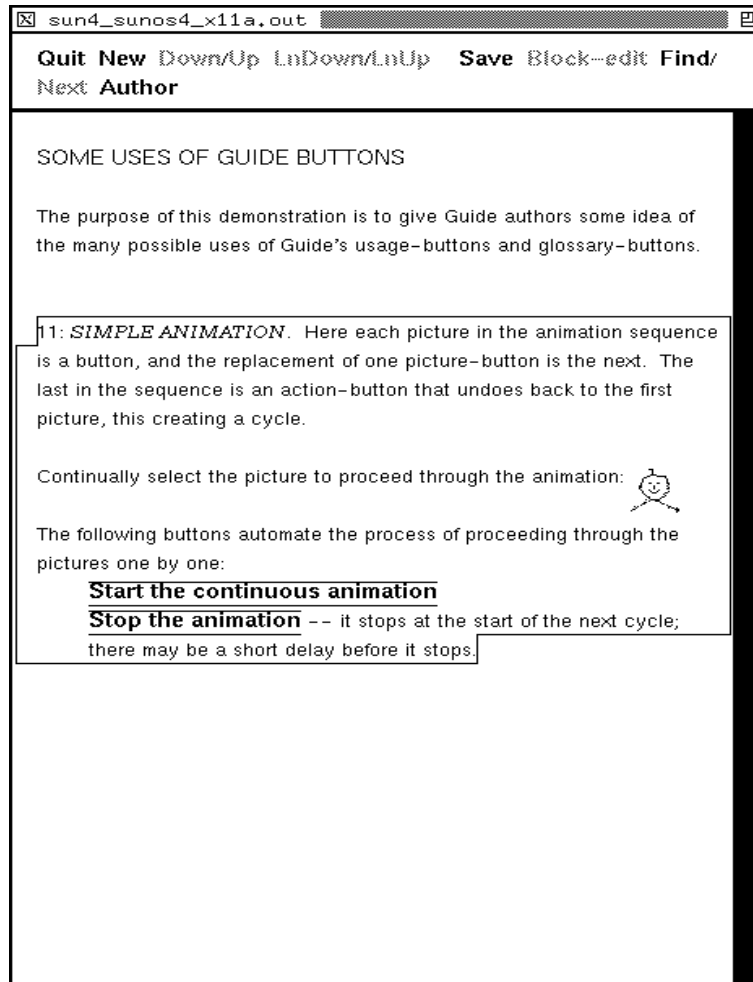 sun4_sunos4_x11a.out
Quit New Down/Up LnDown/LnUp Save Block-edit Find/
Next Author
SOME USES OF GUIDE BUTTONS
The purpose of this demonstration is to give Guide authors some idea of
the many possible uses of Guide's usage-buttons and glossary-buttons.
11: SIMPLE ANIMATION. Here each picture in the animation sequence
is a button, and the replacement of one picture-button is the next. The
last in the sequence is an action-button that undoes back to the first
picture, this creating a cycle.
Continually select the picture to proceed through the animation:
The following buttons automate the process of proceeding through the
pictures one by one:
Start the continuous animation
Stop the animation -- it stops at the start of the next cycle;
there may be a short delay before it stops.